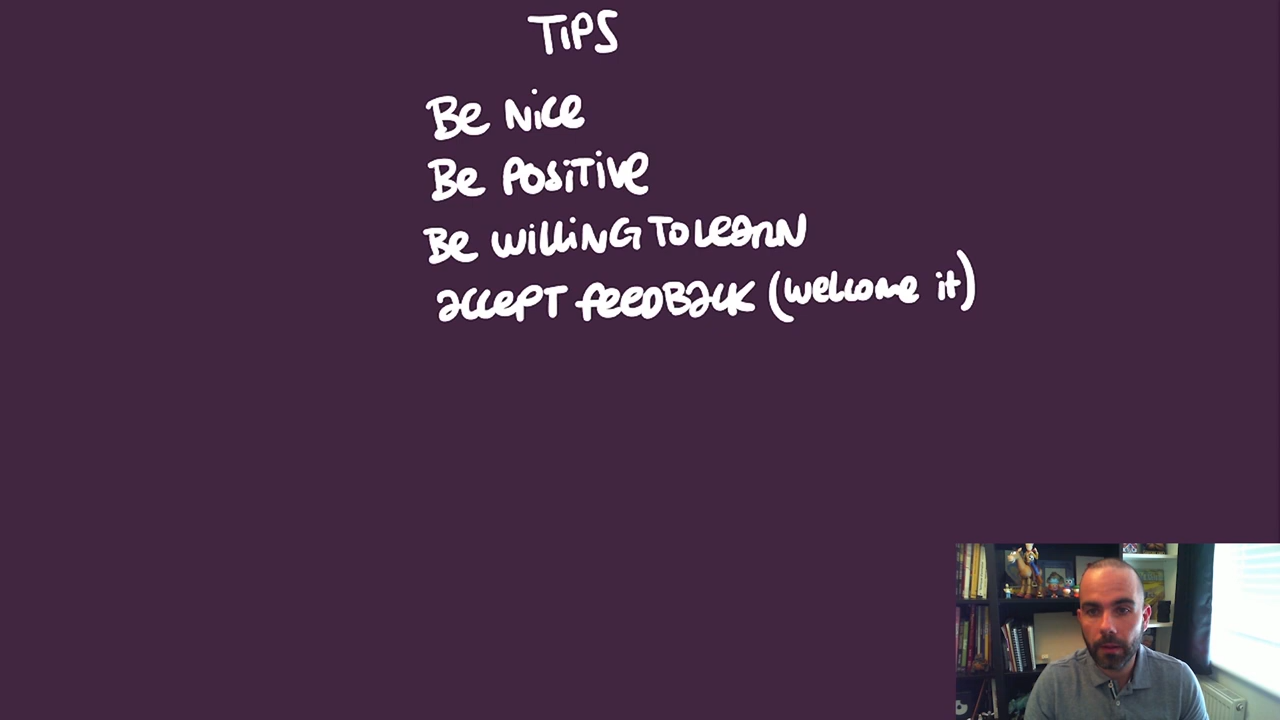 TIPS
Be Nice
Be Positive
Be willing to learn
accept feedback (welcome it)